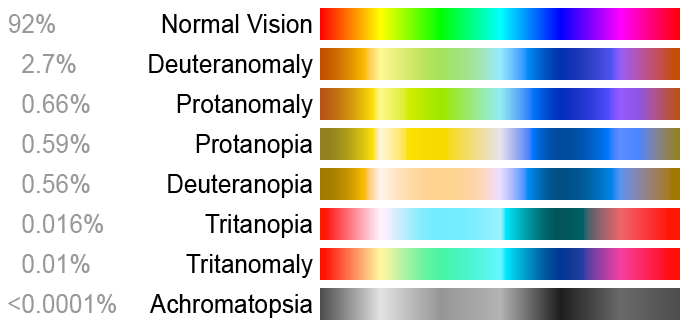 92% Normal Vision
2.7% Deuteranomaly
0.66% Protanomaly
0.59% Protanopia
0.56% Deuteranopia
0.016% Tritanopia
0.01% Tritanomaly
<0.0001% Achromatopsia